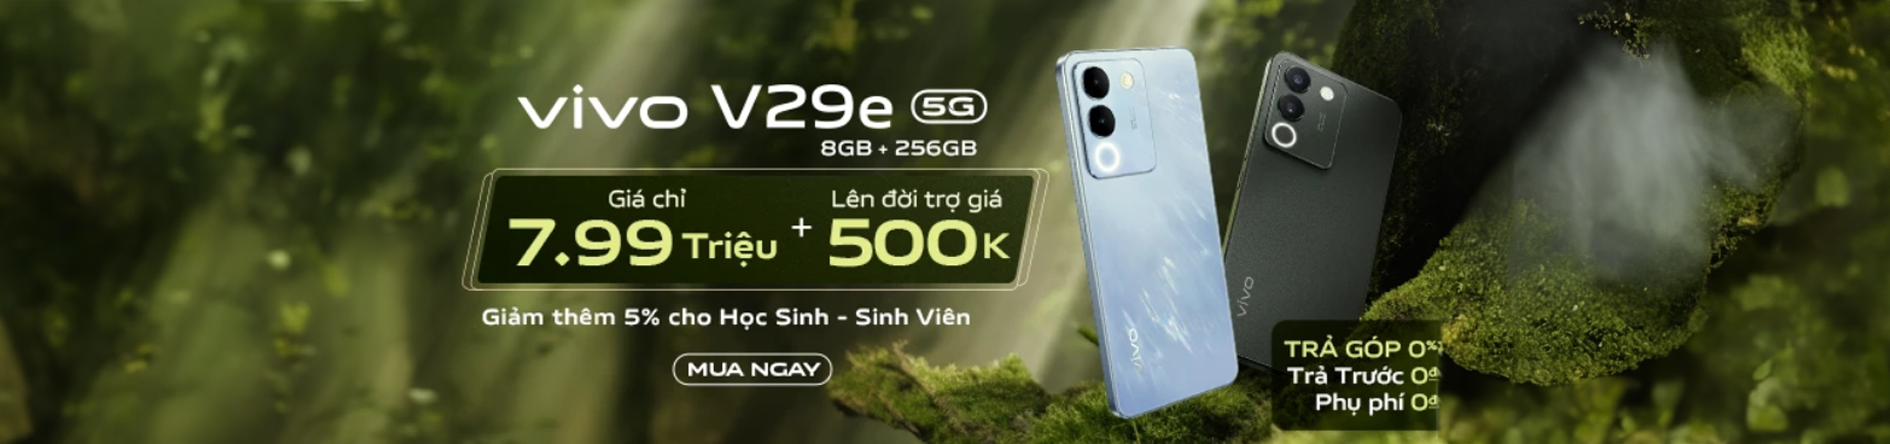 vivo V29e 5G
8GB + 256GB
Giá chỉ
7.99 Triệu
+
Lên đời trợ giá
500K
Giảm thêm 5% cho Học Sinh - Sinh Viên
MUA NGAY
vivo
vivo
TRẢ GÓP 0%
Trả Trước 0đ
Phụ phí 0đ